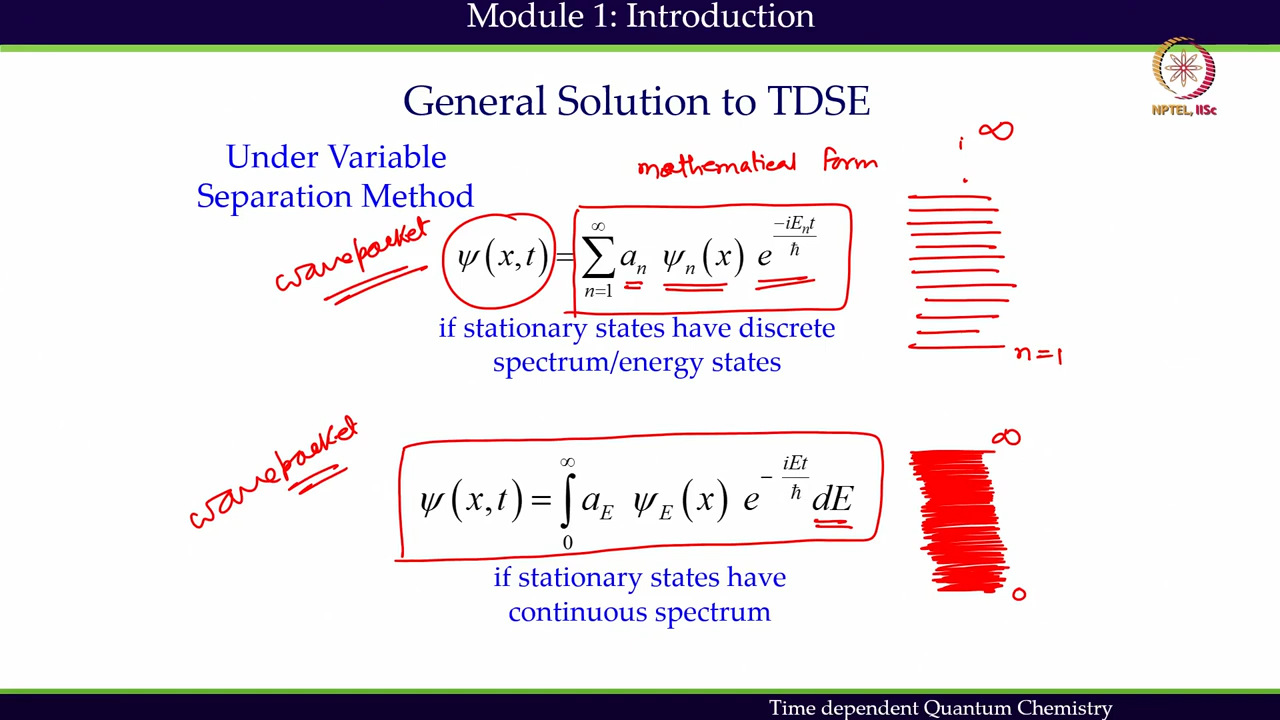 Module 1: Introduction
NPTEL, IISc
General Solution to TDSE
∞
Under Variable
Separation Method
mathematical form
wavepacket
ψ(x,t) = ∑_{n=1}^{∞} a_n ψ_n(x) e^{-iE_n t/ħ}
if stationary states have discrete
spectrum/energy states
n=1
wavepacket
∞
ψ(x,t) = ∫_0^∞ a_E ψ_E(x) e^{-iEt/ħ} dE
0
if stationary states have
continuous spectrum
Time dependent Quantum Chemistry